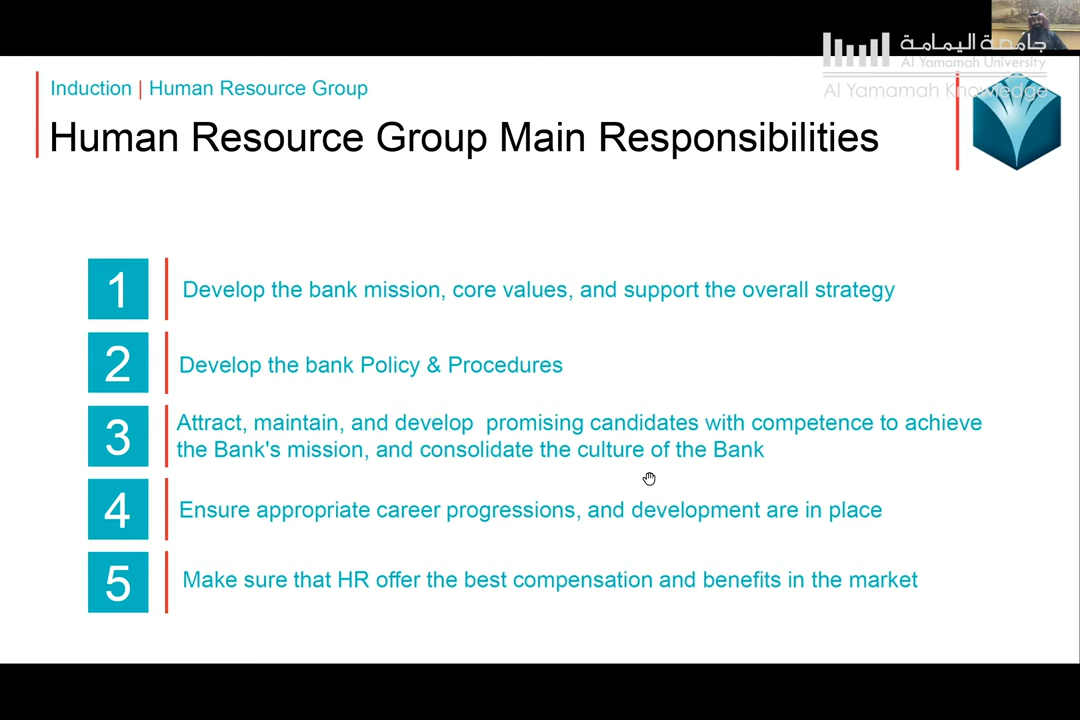 جامعة اليمامة
Al Yamamah University
Al Yamamah Knowledge
Induction | Human Resource Group
Human Resource Group Main Responsibilities
1
Develop the bank mission, core values, and support the overall strategy
2
Develop the bank Policy & Procedures
3
Attract, maintain, and develop  promising candidates with competence to achieve
the Bank's mission, and consolidate the culture of the Bank
4
Ensure appropriate career progressions, and development are in place
5
Make sure that HR offer the best compensation and benefits in the market